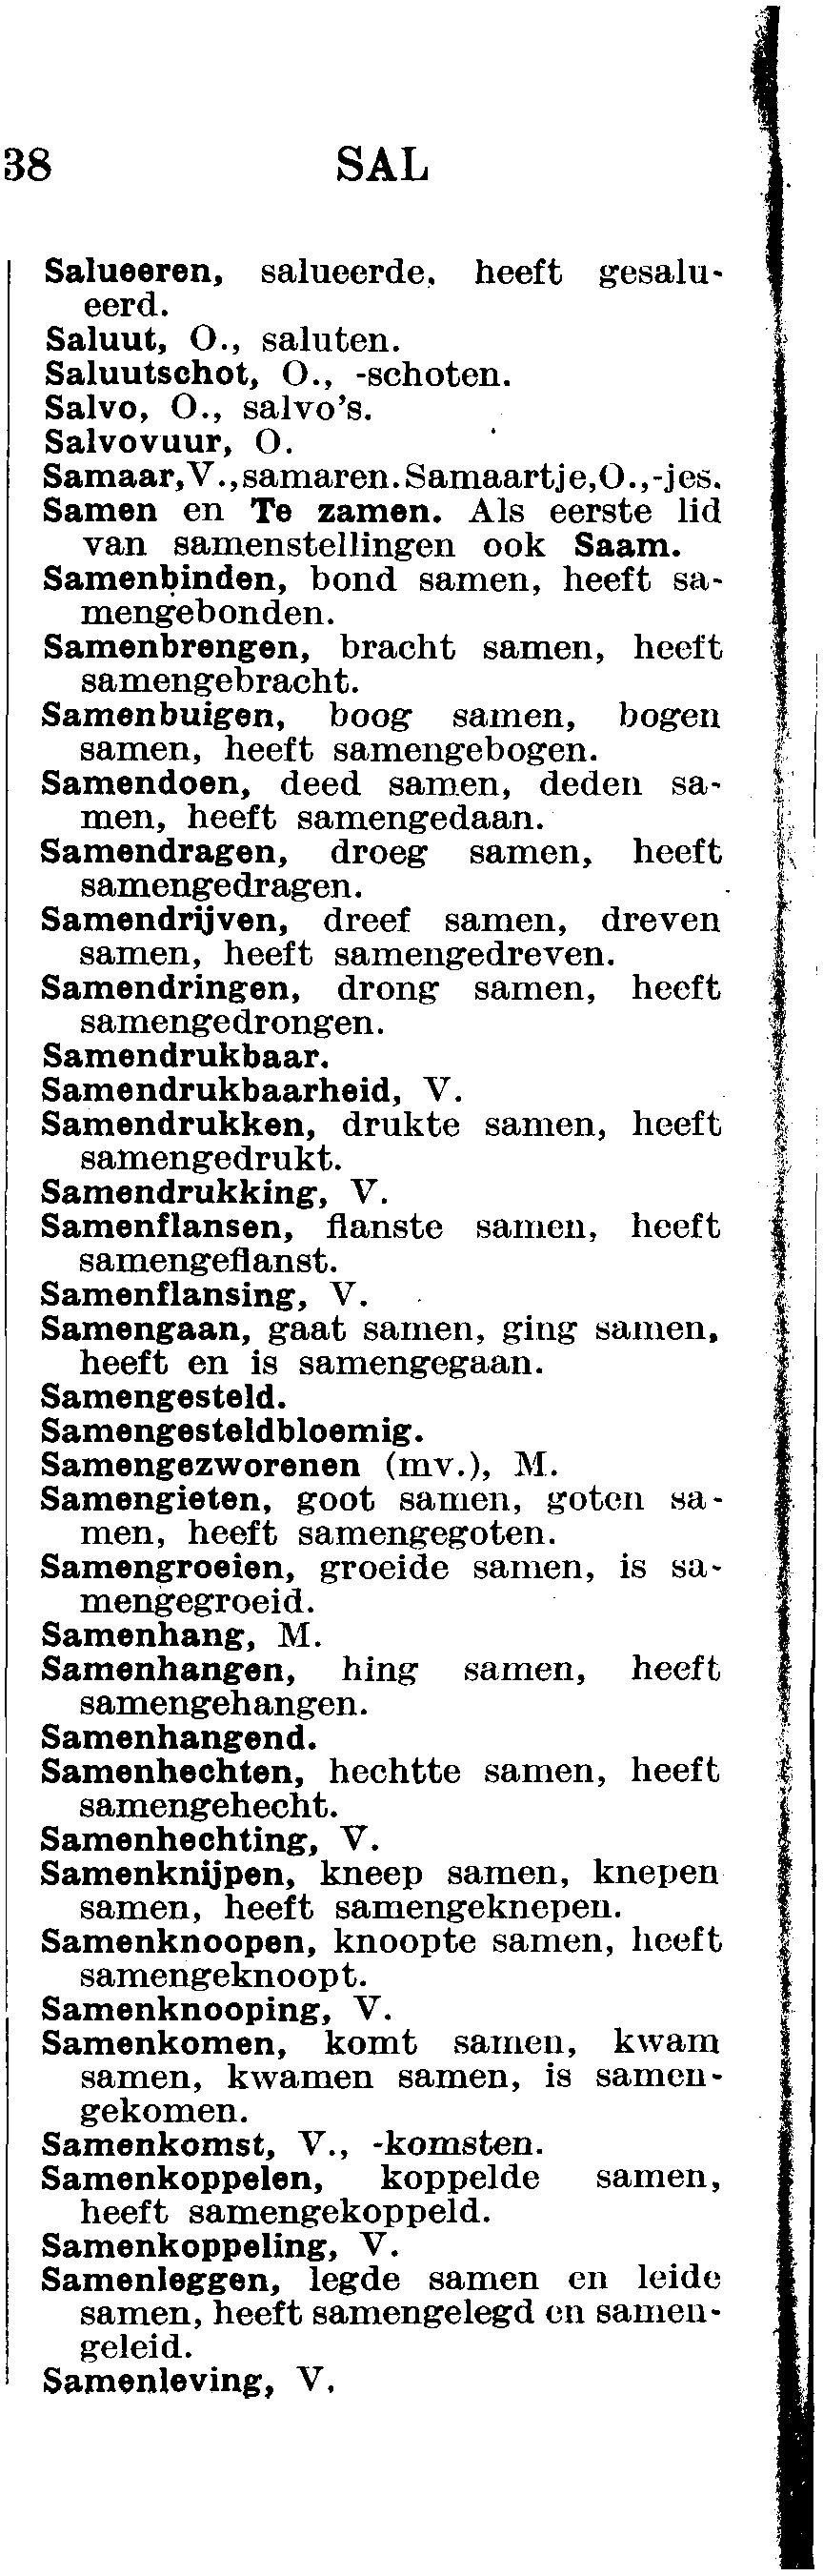 38 SAL
Salueeren, salueerde, heeft gesalu-
eerd.
Saluut, O., saluten.
Saluutschot, O., -schoten.
Salvo, O., salvo's.
Salvovuur, O.
Samaar, V., samaren. Samaartje, O., -jes.
Samen en Te zamen. Als eerste lid
van samenstellingen ook Saam.
Samenbinden, bond samen, heeft sa-
mengebonden.
Samenbrengen, bracht samen, heeft
samengebracht.
Samenbuigen, boog samen, bogen
samen, heeft samengebogen.
Samendoen, deed samen, deden sa-
men, heeft samengedaan.
Samendragen, droeg samen, heeft
samengedragen.
Samendrijven, dreef samen, dreven
samen, heeft samengedreven.
Samendringen, drong samen, heeft
samengedrongen.
Samendrukbaar.
Samendrukbaarheid, V.
Samendrukken, drukte samen, heeft
samengedrukt.
Samendrukking, V.
Samenflansen, flanste samen, heeft
samengeflanst.
Samenflansing, V.
Samengaan, gaat samen, ging samen,
heeft en is samengegaan.
Samengesteld.
Samengesteldbloemig.
Samengezworenen (mv.), M.
Samengieten, goot samen, goten sa-
men, heeft samengegoten.
Samengroeien, groeide samen, is sa-
mengegroeid.
Samenhang, M.
Samenhangen, hing samen, heeft
samengehangen.
Samenhangend.
Samenhechten, hechtte samen, heeft
samengehecht.
Samenhechting, V.
Samenknijpen, kneep samen, knepen
samen, heeft samengeknepen.
Samenknoopen, knoopte samen, heeft
samengeknoopt.
Samenknooping, V.
Samenkomen, komt samen, kwam
samen, kwamen samen, is samen-
gekomen.
Samenkomst, V., -komsten.
Samenkoppelen, koppelde samen,
heeft samengekoppeld.
Samenkoppeling, V.
Samenleggen, legde samen en leide
samen, heeft samengelegd en samen-
geleid.
Samenleving, V.